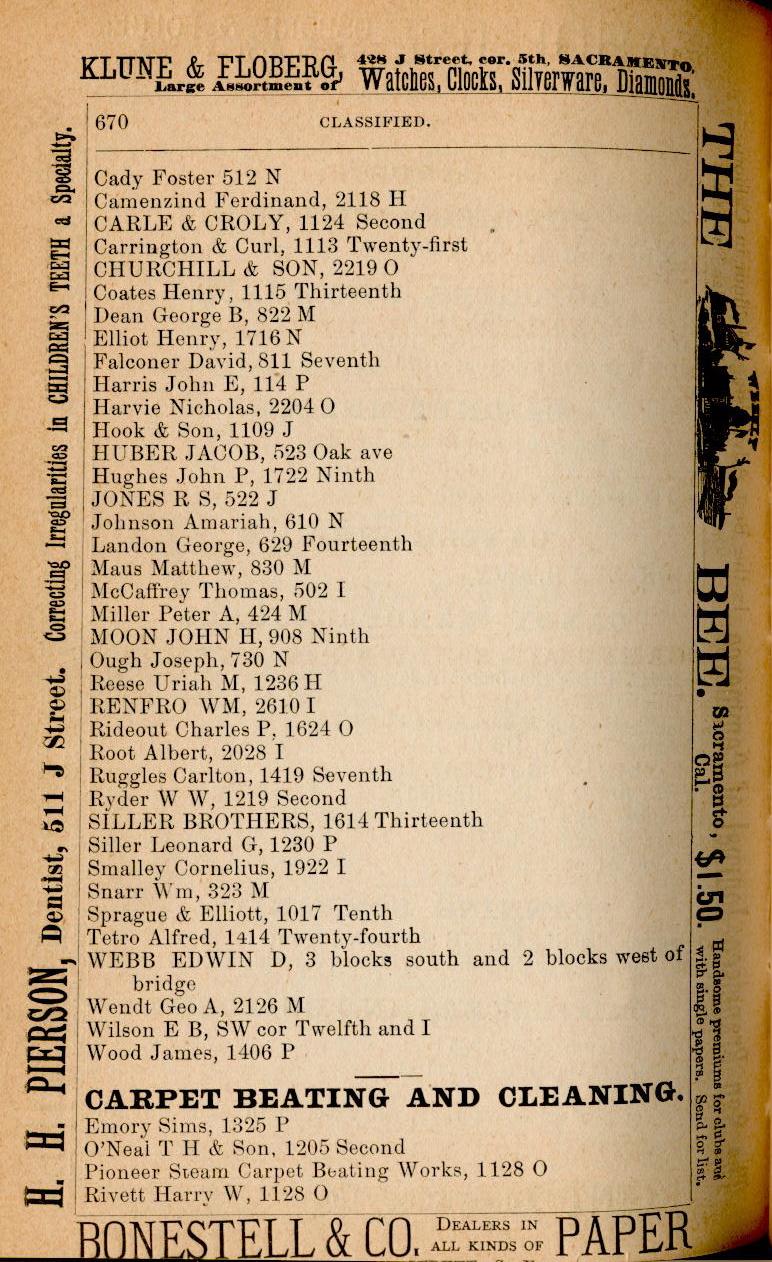 KLUNE & FLOBERG, 428 J Street, cor. 5th, SACRAMENTO,
Large Assortment of Watches, Clocks, Silverware, Diamonds.
670 CLASSIFIED.
Cady Foster 512 N
Camenzind Ferdinand, 2118 H
CARLE & CROLY, 1124 Second
Carrington & Curl, 1113 Twenty-first
CHURCHILL & SON, 2219 O
Coates Henry, 1115 Thirteenth
Dean George B, 822 M
Elliot Henry, 1716 N
Falconer David, 811 Seventh
Harris John E, 114 P
Harvie Nicholas, 2204 O
Hook & Son, 1109 J
HUBER JACOB, 523 Oak ave
Hughes John P, 1722 Ninth
JONES R S, 522 J
Johnson Amariah, 610 N
Landon George, 629 Fourteenth
Maus Matthew, 830 M
McCaffrey Thomas, 502 I
Miller Peter A, 424 M
MOON JOHN H, 908 Ninth
Ough Joseph, 730 N
Reese Uriah M, 1236 H
RENFRO WM, 2610 I
Rideout Charles P, 1624 O
Root Albert, 2028 I
Ruggles Carlton, 1419 Seventh
Ryder W W, 1219 Second
SILLER BROTHERS, 1614 Thirteenth
Siller Leonard G, 1230 P
Smalley Cornelius, 1922 I
Snarr Wm, 323 M
Sprague & Elliott, 1017 Tenth
Tetro Alfred, 1414 Twenty-fourth
WEBB EDWIN D, 3 blocks south and 2 blocks west of
bridge
Wendt Geo A, 2126 M
Wilson E B, SW cor Twelfth and I
Wood James, 1406 P
CARPET BEATING AND CLEANING.
Emory Sims, 1325 P
O'Neal T H & Son, 1205 Second
Pioneer Steam Carpet Beating Works, 1128 O
Rivett Harry W, 1128 O
BONESTELL & CO. DEALERS IN ALL KINDS OF PAPER
H. H. PIERSON, Dentist, 511 J Street. Correcting Irregularities in CHILDREN'S TEETH a Specialty.
THE WEEKLY BEE. Sacramento, Cal. $1.50. Handsome premiums for clubs and
with single papers. Send for list.